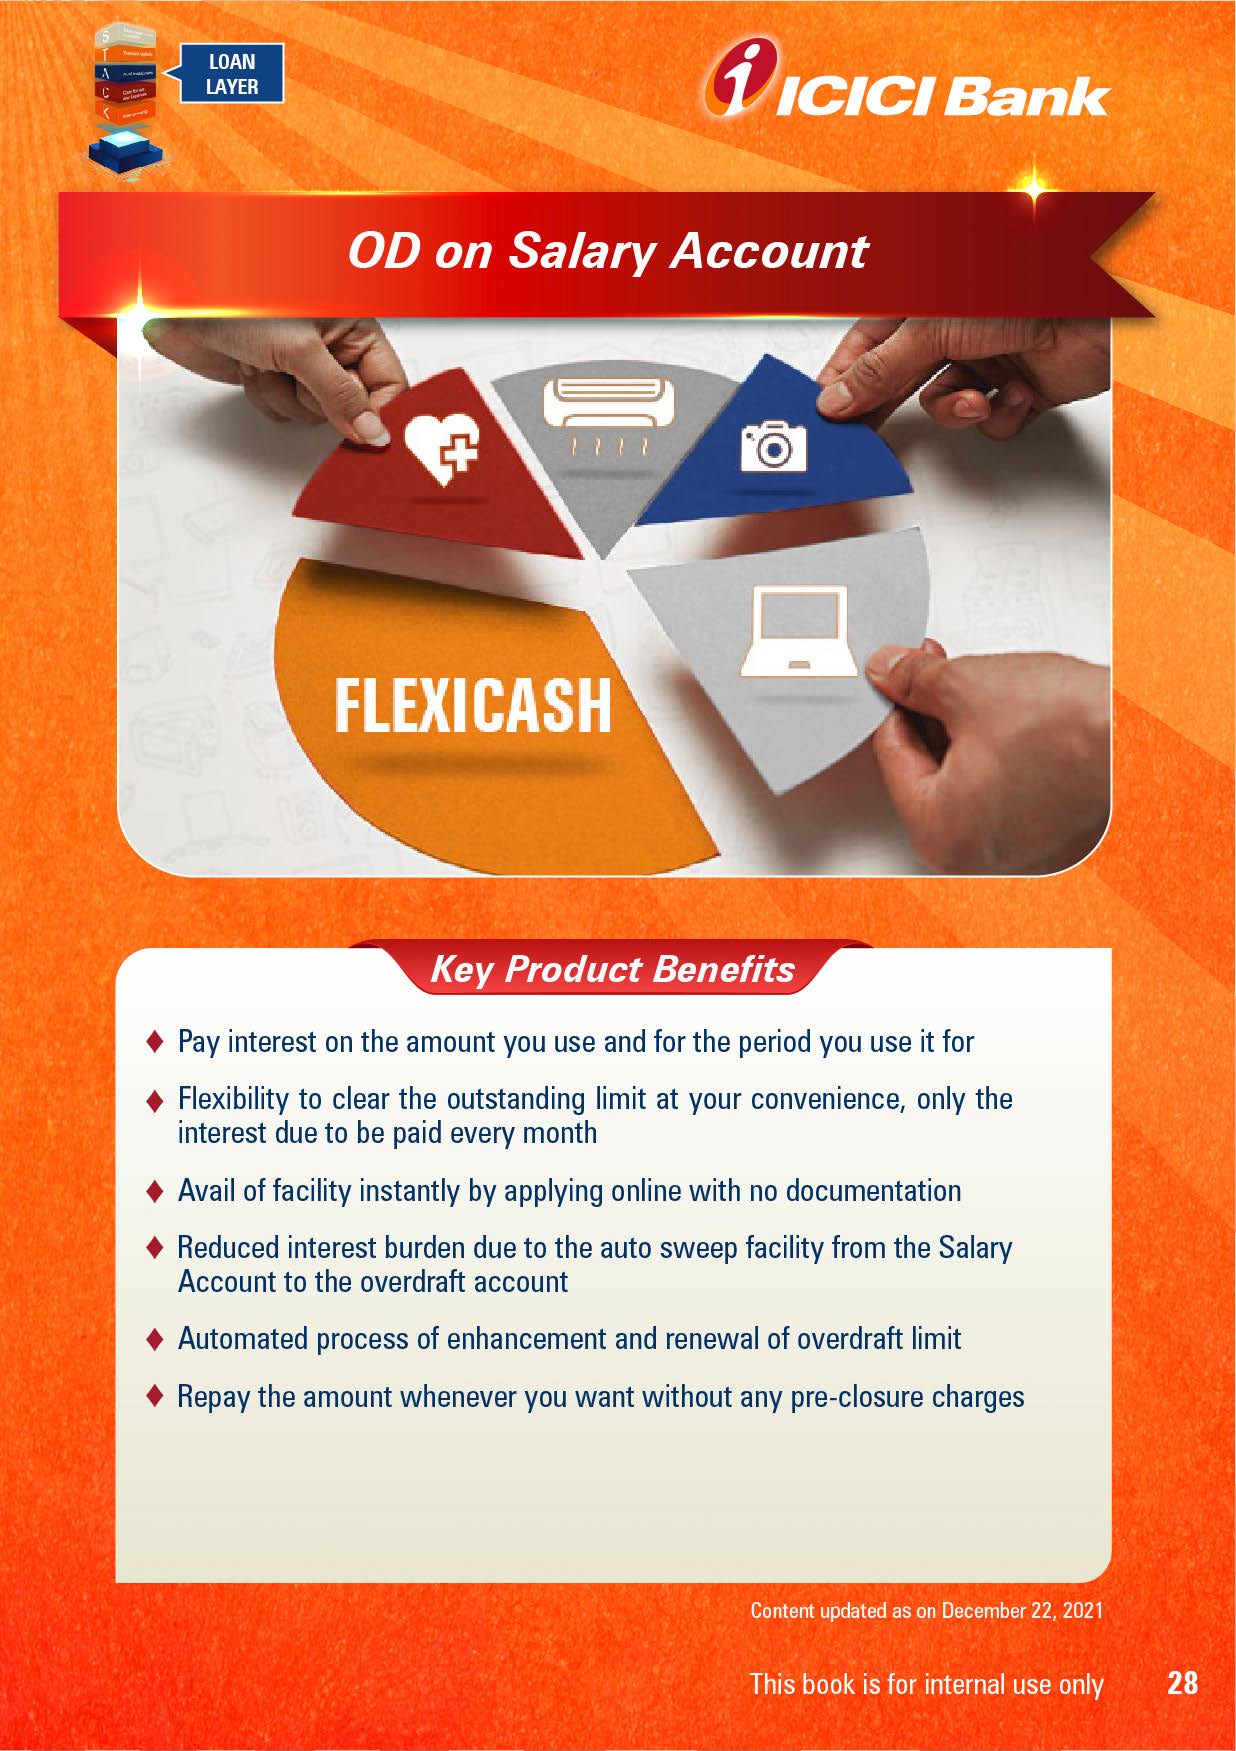 S
T
A
C
K
LOAN
LAYER
i ICICI Bank
OD on Salary Account
FLEXICASH
Key Product Benefits
Pay interest on the amount you use and for the period you use it for
Flexibility to clear the outstanding limit at your convenience, only the
interest due to be paid every month
Avail of facility instantly by applying online with no documentation
Reduced interest burden due to the auto sweep facility from the Salary
Account to the overdraft account
Automated process of enhancement and renewal of overdraft limit
Repay the amount whenever you want without any pre-closure charges
Content updated as on December 22, 2021
This book is for internal use only 28